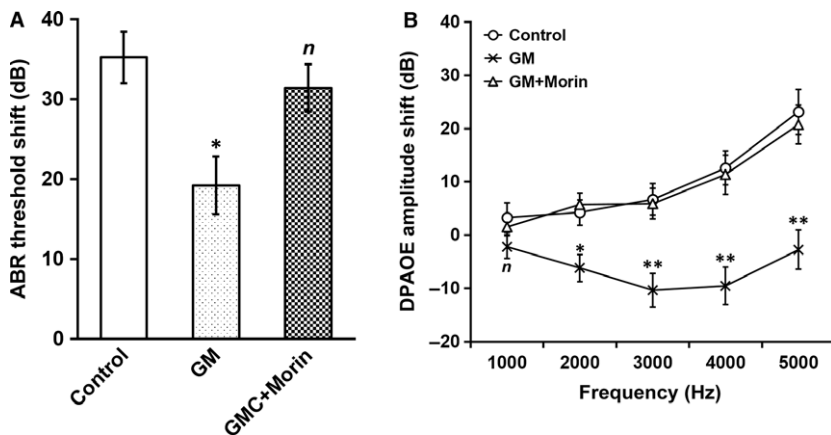 A
ABR threshold shift (dB)
40
30
20
10
0
*
n
Control
GM
GMC+Morin
B
DPAOE amplitude shift (dB)
40
30
20
10
0
–10
–20
Control
GM
GM+Morin
n
*
**
**
**
1000 2000 3000 4000 5000
Frequency (Hz)